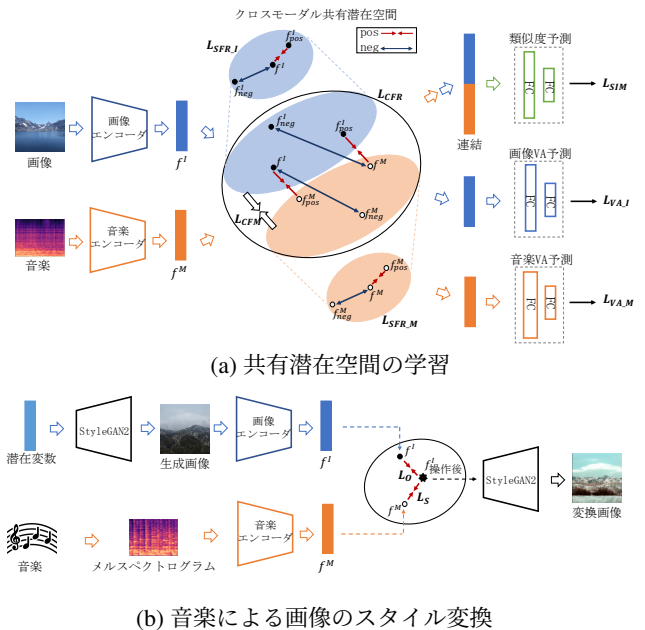 クロスモーダル共有潜在空間
pos
neg
L_SFR_I
f^I_pos
f^I
f^I_neg
L_CFR
f^I_neg
f^I_pos
f^I
f^M
f^M_pos
f^M_neg
L_CFM
f^M_pos
f^M
f^M_neg
L_SFR_M
画像
画像
エンコーダ
f^I
音楽
音楽
エンコーダ
f^M
連結
類似度予測
FC
FC
L_SIM
画像VA予測
FC
FC
L_VA_I
音楽VA予測
FC
FC
L_VA_M
(a) 共有潜在空間の学習
潜在変数
StyleGAN2
生成画像
画像
エンコーダ
f^I
音楽
メルスペクトログラム
音楽
エンコーダ
f^M
f^I
f^I操作後
L_O
L_S
f^M
StyleGAN2
変換画像
(b) 音楽による画像のスタイル変換